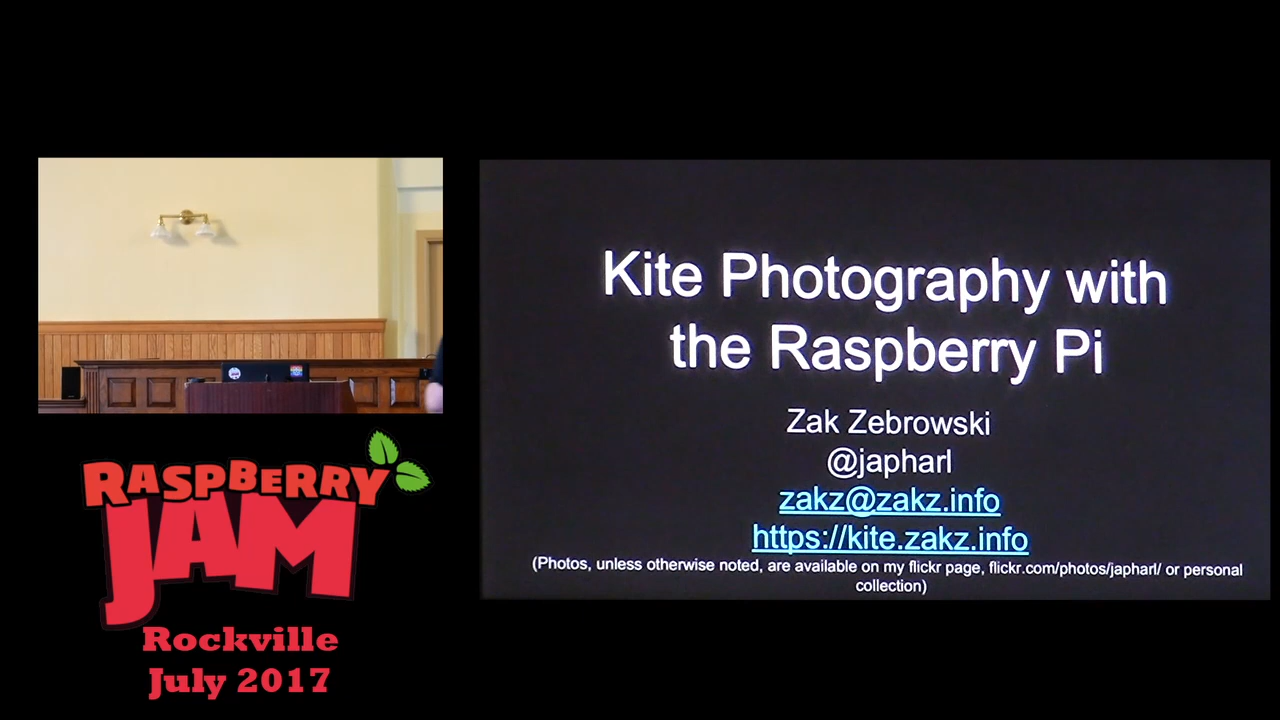 Kite Photography with
the Raspberry Pi
Zak Zebrowski
@japharl
zakz@zakz.info
https://kite.zakz.info
(Photos, unless otherwise noted, are available on my flickr page, flickr.com/photos/japharl/ or personal
collection)
RASPBERRY
JAM
Rockville
July 2017